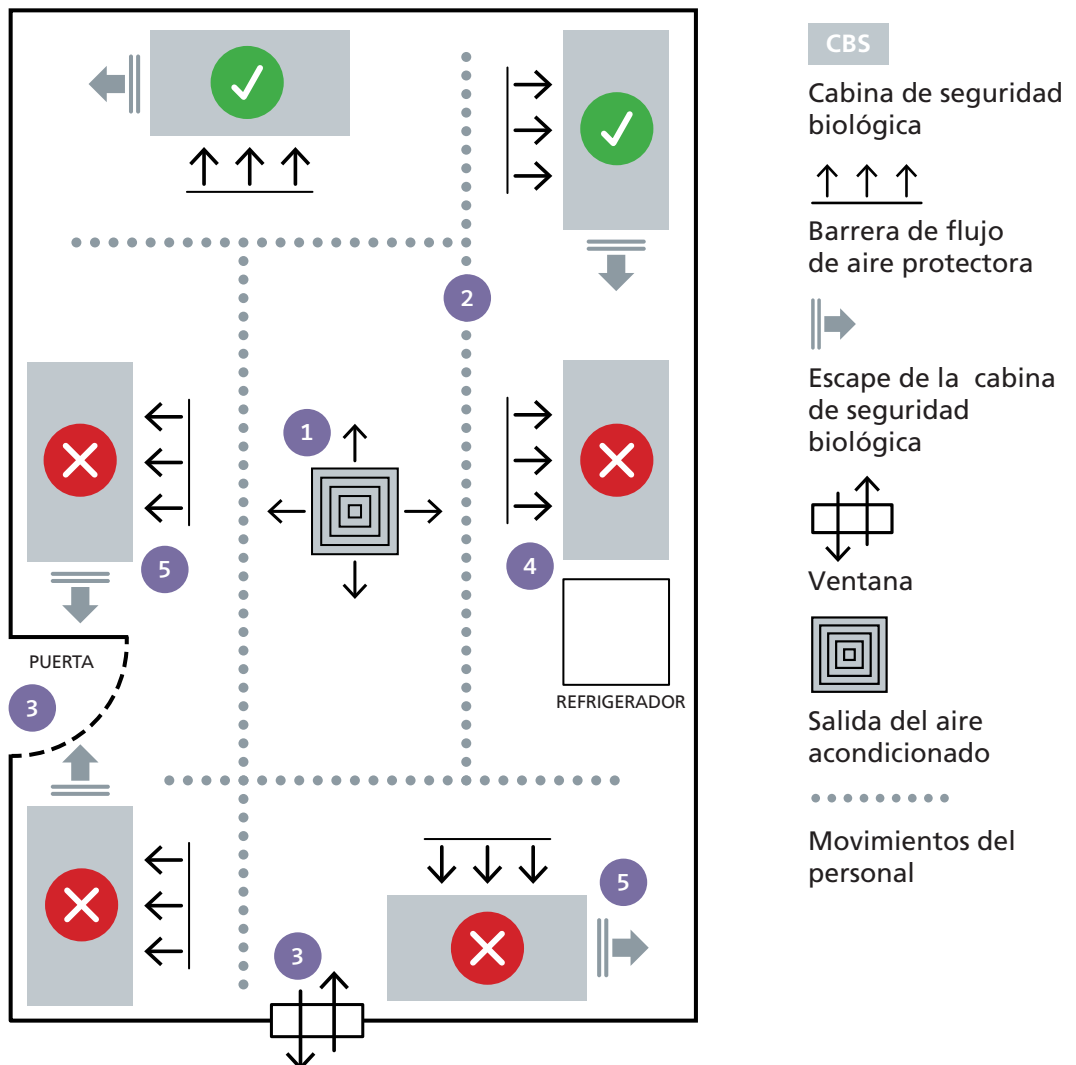 2
1
5
4
PUERTA
3
REFRIGERADOR
5
3
CBS
Cabina de seguridad
biológica
Barrera de flujo
de aire protectora
Escape de la cabina
de seguridad
biológica
Ventana
Salida del aire
acondicionado
Movimientos del
personal